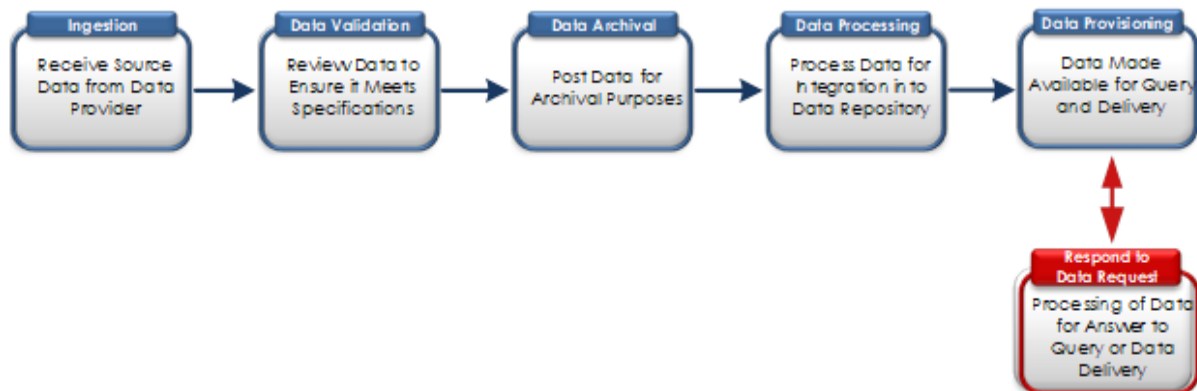 Ingestion
Receive Source
Data from Data
Provider
Data Validation
Review Data to
Ensure it Meets
Specifications
Data Archival
Post Data for
Archival Purposes
Data Processing
Process Data for
Integration in to
Data Repository
Data Provisioning
Data Made
Available for Query
and Delivery
Respond to
Data Request
Processing of Data
for Answer to
Query or Data
Delivery